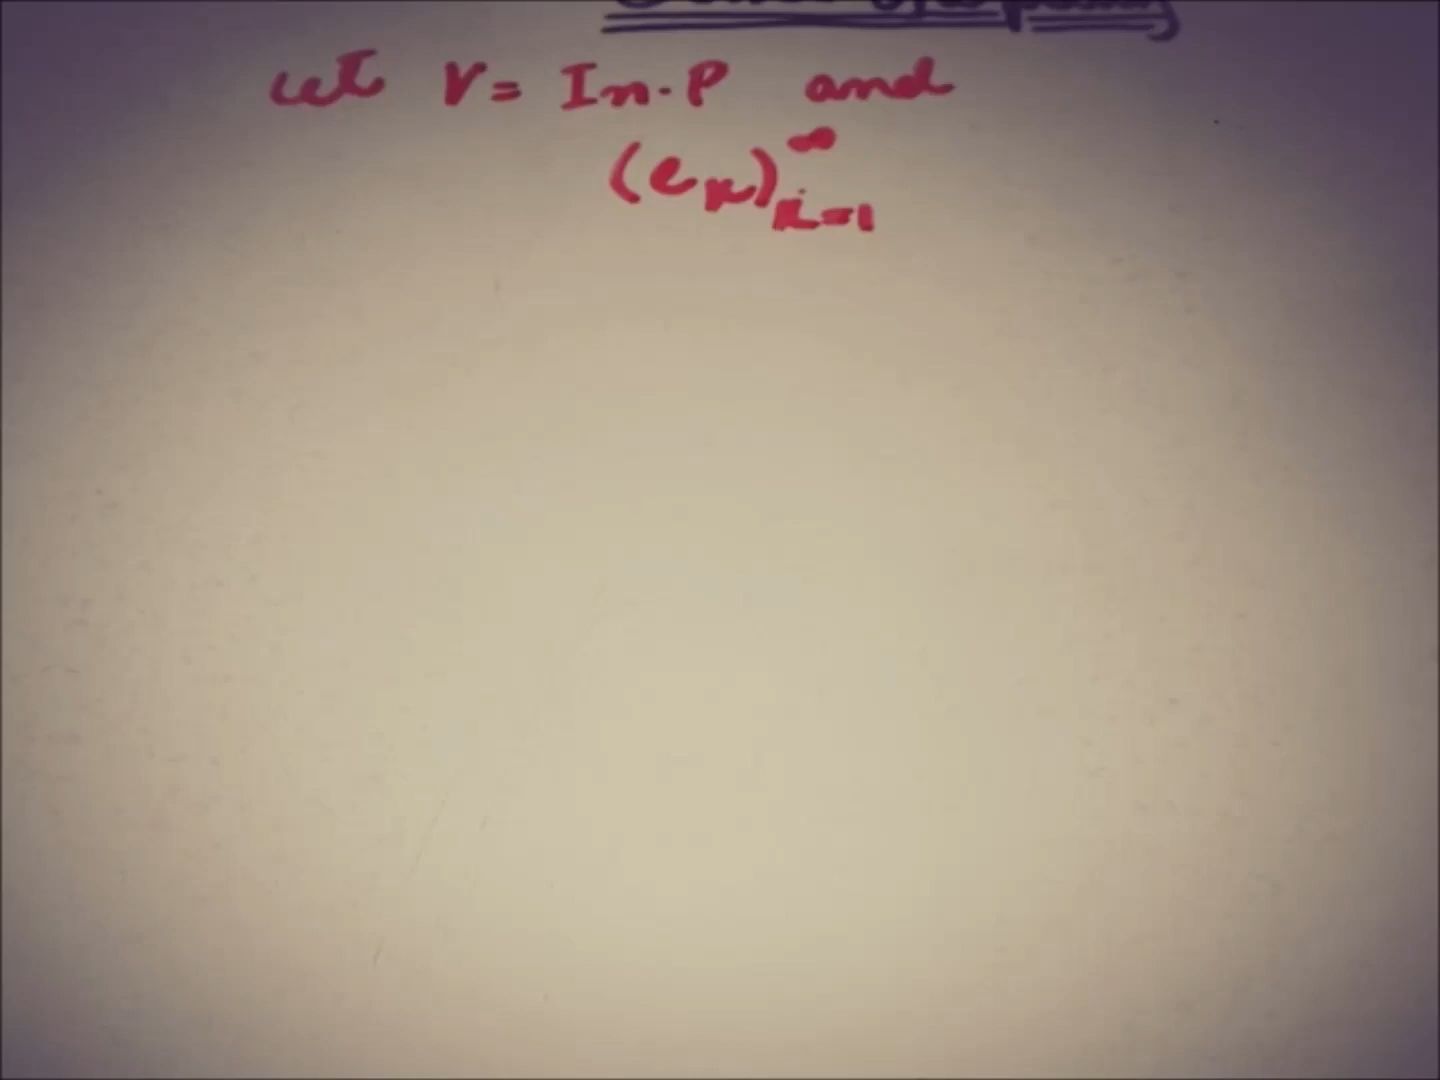 let V = In.P and
(e_k)_{k=1}^∞